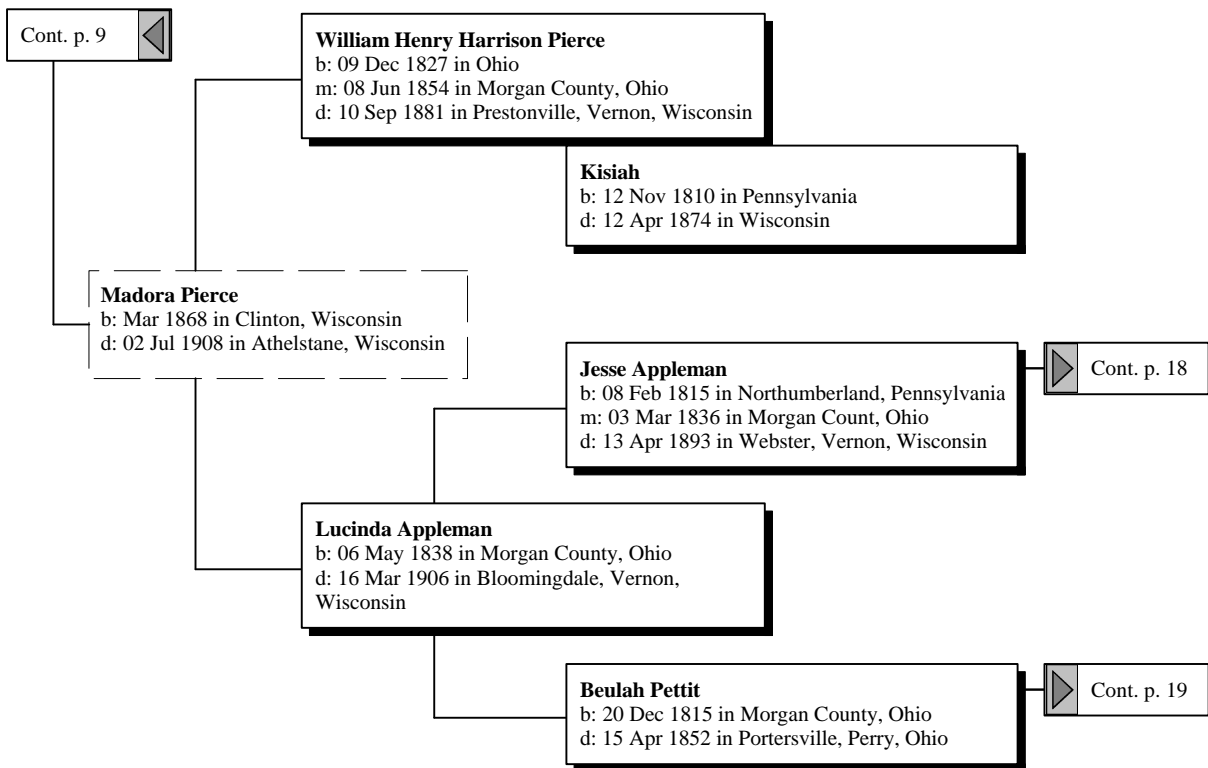 Cont. p. 9
William Henry Harrison Pierce
b: 09 Dec 1827 in Ohio
m: 08 Jun 1854 in Morgan County, Ohio
d: 10 Sep 1881 in Prestonville, Vernon, Wisconsin
Kisiah
b: 12 Nov 1810 in Pennsylvania
d: 12 Apr 1874 in Wisconsin
Madora Pierce
b: Mar 1868 in Clinton, Wisconsin
d: 02 Jul 1908 in Athelstane, Wisconsin
Jesse Appleman
b: 08 Feb 1815 in Northumberland, Pennsylvania
m: 03 Mar 1836 in Morgan Count, Ohio
d: 13 Apr 1893 in Webster, Vernon, Wisconsin
Cont. p. 18
Lucinda Appleman
b: 06 May 1838 in Morgan County, Ohio
d: 16 Mar 1906 in Bloomingdale, Vernon,
Wisconsin
Beulah Pettit
b: 20 Dec 1815 in Morgan County, Ohio
d: 15 Apr 1852 in Portersville, Perry, Ohio
Cont. p. 19